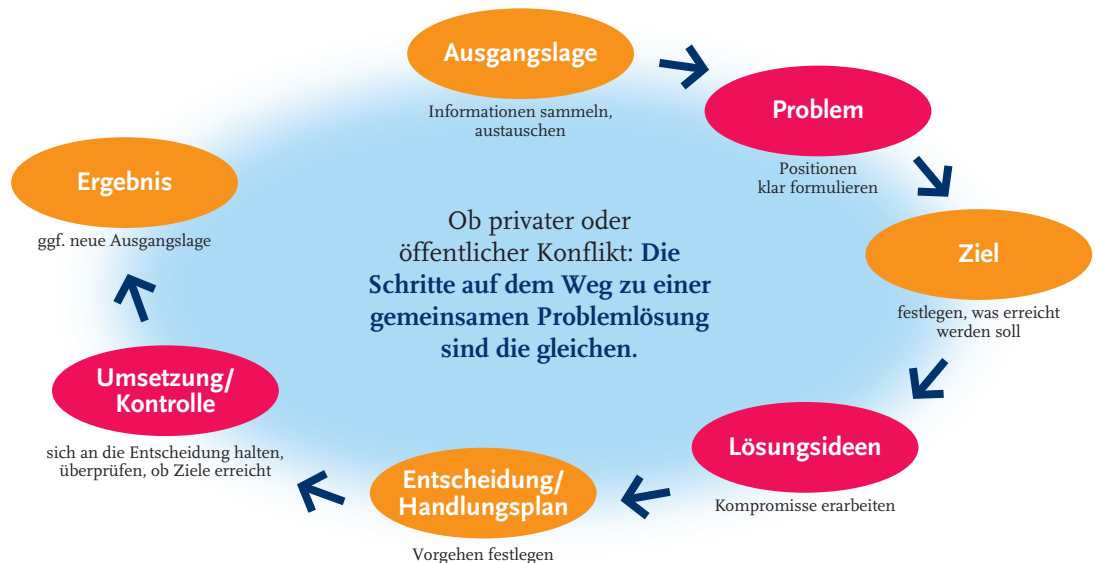 Ausgangslage
Informationen sammeln,
austauschen
Problem
Positionen
klar formulieren
Ziel
festlegen, was erreicht
werden soll
Lösungsideen
Kompromisse erarbeiten
Entscheidung/
Handlungsplan
Vorgehen festlegen
Umsetzung/
Kontrolle
sich an die Entscheidung halten,
überprüfen, ob Ziele erreicht
Ergebnis
ggf. neue Ausgangslage
Ob privater oder
öffentlicher Konflikt: Die
Schritte auf dem Weg zu einer
gemeinsamen Problemlösung
sind die gleichen.